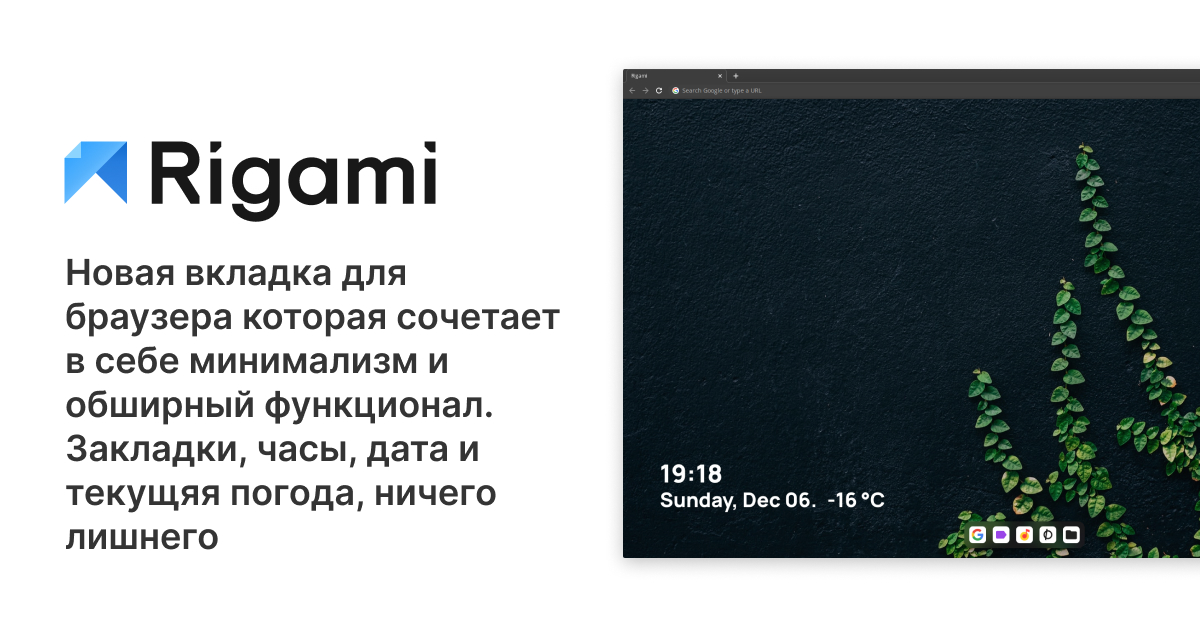 Rigami
Новая вкладка для
браузера которая сочетает
в себе минимализм и
обширный функционал.
Закладки, часы, дата и
текущяя погода, ничего
лишнего
Rigami
Search Google or type a URL
19:18
Sunday, Dec 06. -16 °C